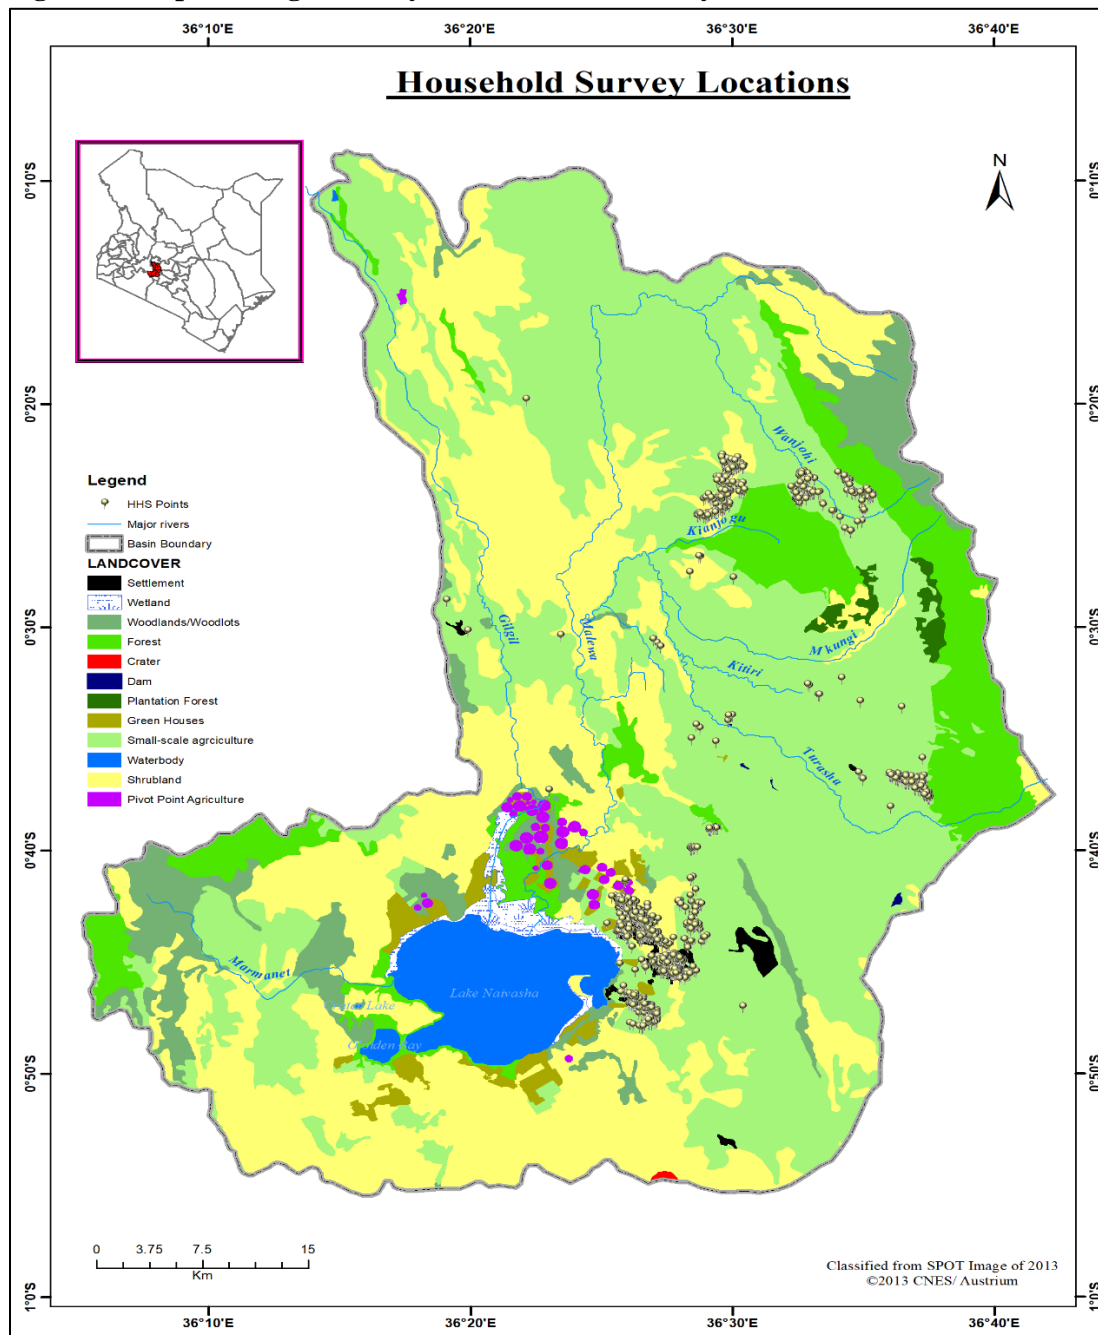 36°10'E 36°20'E 36°30'E 36°40'E
Household Survey Locations
N
0°10'S 0°10'S
0°20'S 0°20'S
Wanjohi
Kianjogu
Legend
HHS Points
Major rivers
Basin Boundary
LANDCOVER
Settlement
Wetland
Woodlands/Woodlots
Forest
Crater
Dam
Plantation Forest
Green Houses
Small-scale agriculture
Waterbody
Shrubland
Pivot Point Agriculture
0°30'S 0°30'S
Gilgil
Malewa
M'kungi
Kitiri
Turasha
0°40'S 0°40'S
Marmanet
Lake Naivasha
Lake
0°50'S 0°50'S
0 3.75 7.5 15
Km
Classified from SPOT Image of 2013
©2013 CNES/ Austrium
1°0'S 1°0'S
36°10'E 36°20'E 36°30'E 36°40'E